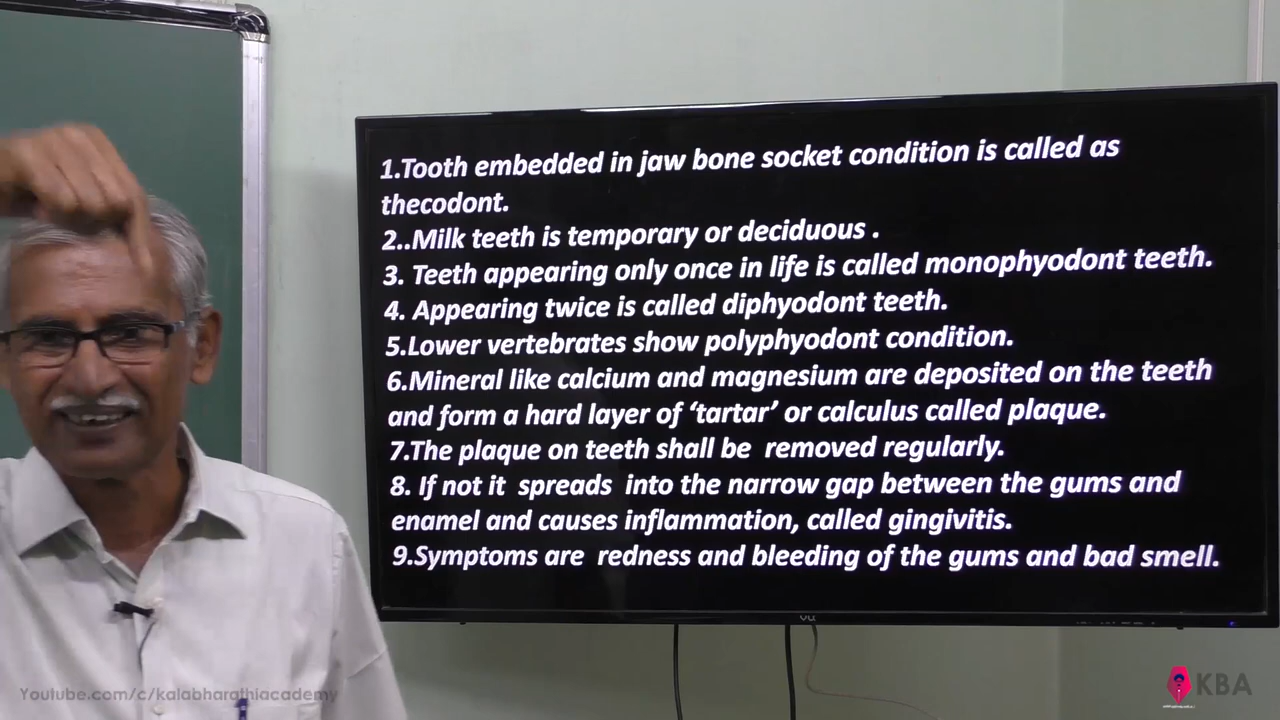 1.Tooth embedded in jaw bone socket condition is called as
thecodont.
2..Milk teeth is temporary or deciduous .
3. Teeth appearing only once in life is called monophyodont teeth.
4. Appearing twice is called diphyodont teeth.
5.Lower vertebrates show polyphyodont condition.
6.Mineral like calcium and magnesium are deposited on the teeth
and form a hard layer of ‘tartar’ or calculus called plaque.
7.The plaque on teeth shall be  removed regularly.
8. If not it  spreads  into the narrow gap between the gums and
enamel and causes inflammation, called gingivitis.
9.Symptoms are  redness and bleeding of the gums and bad smell.
Youtube.com/c/kalabharathiacademy
KBA